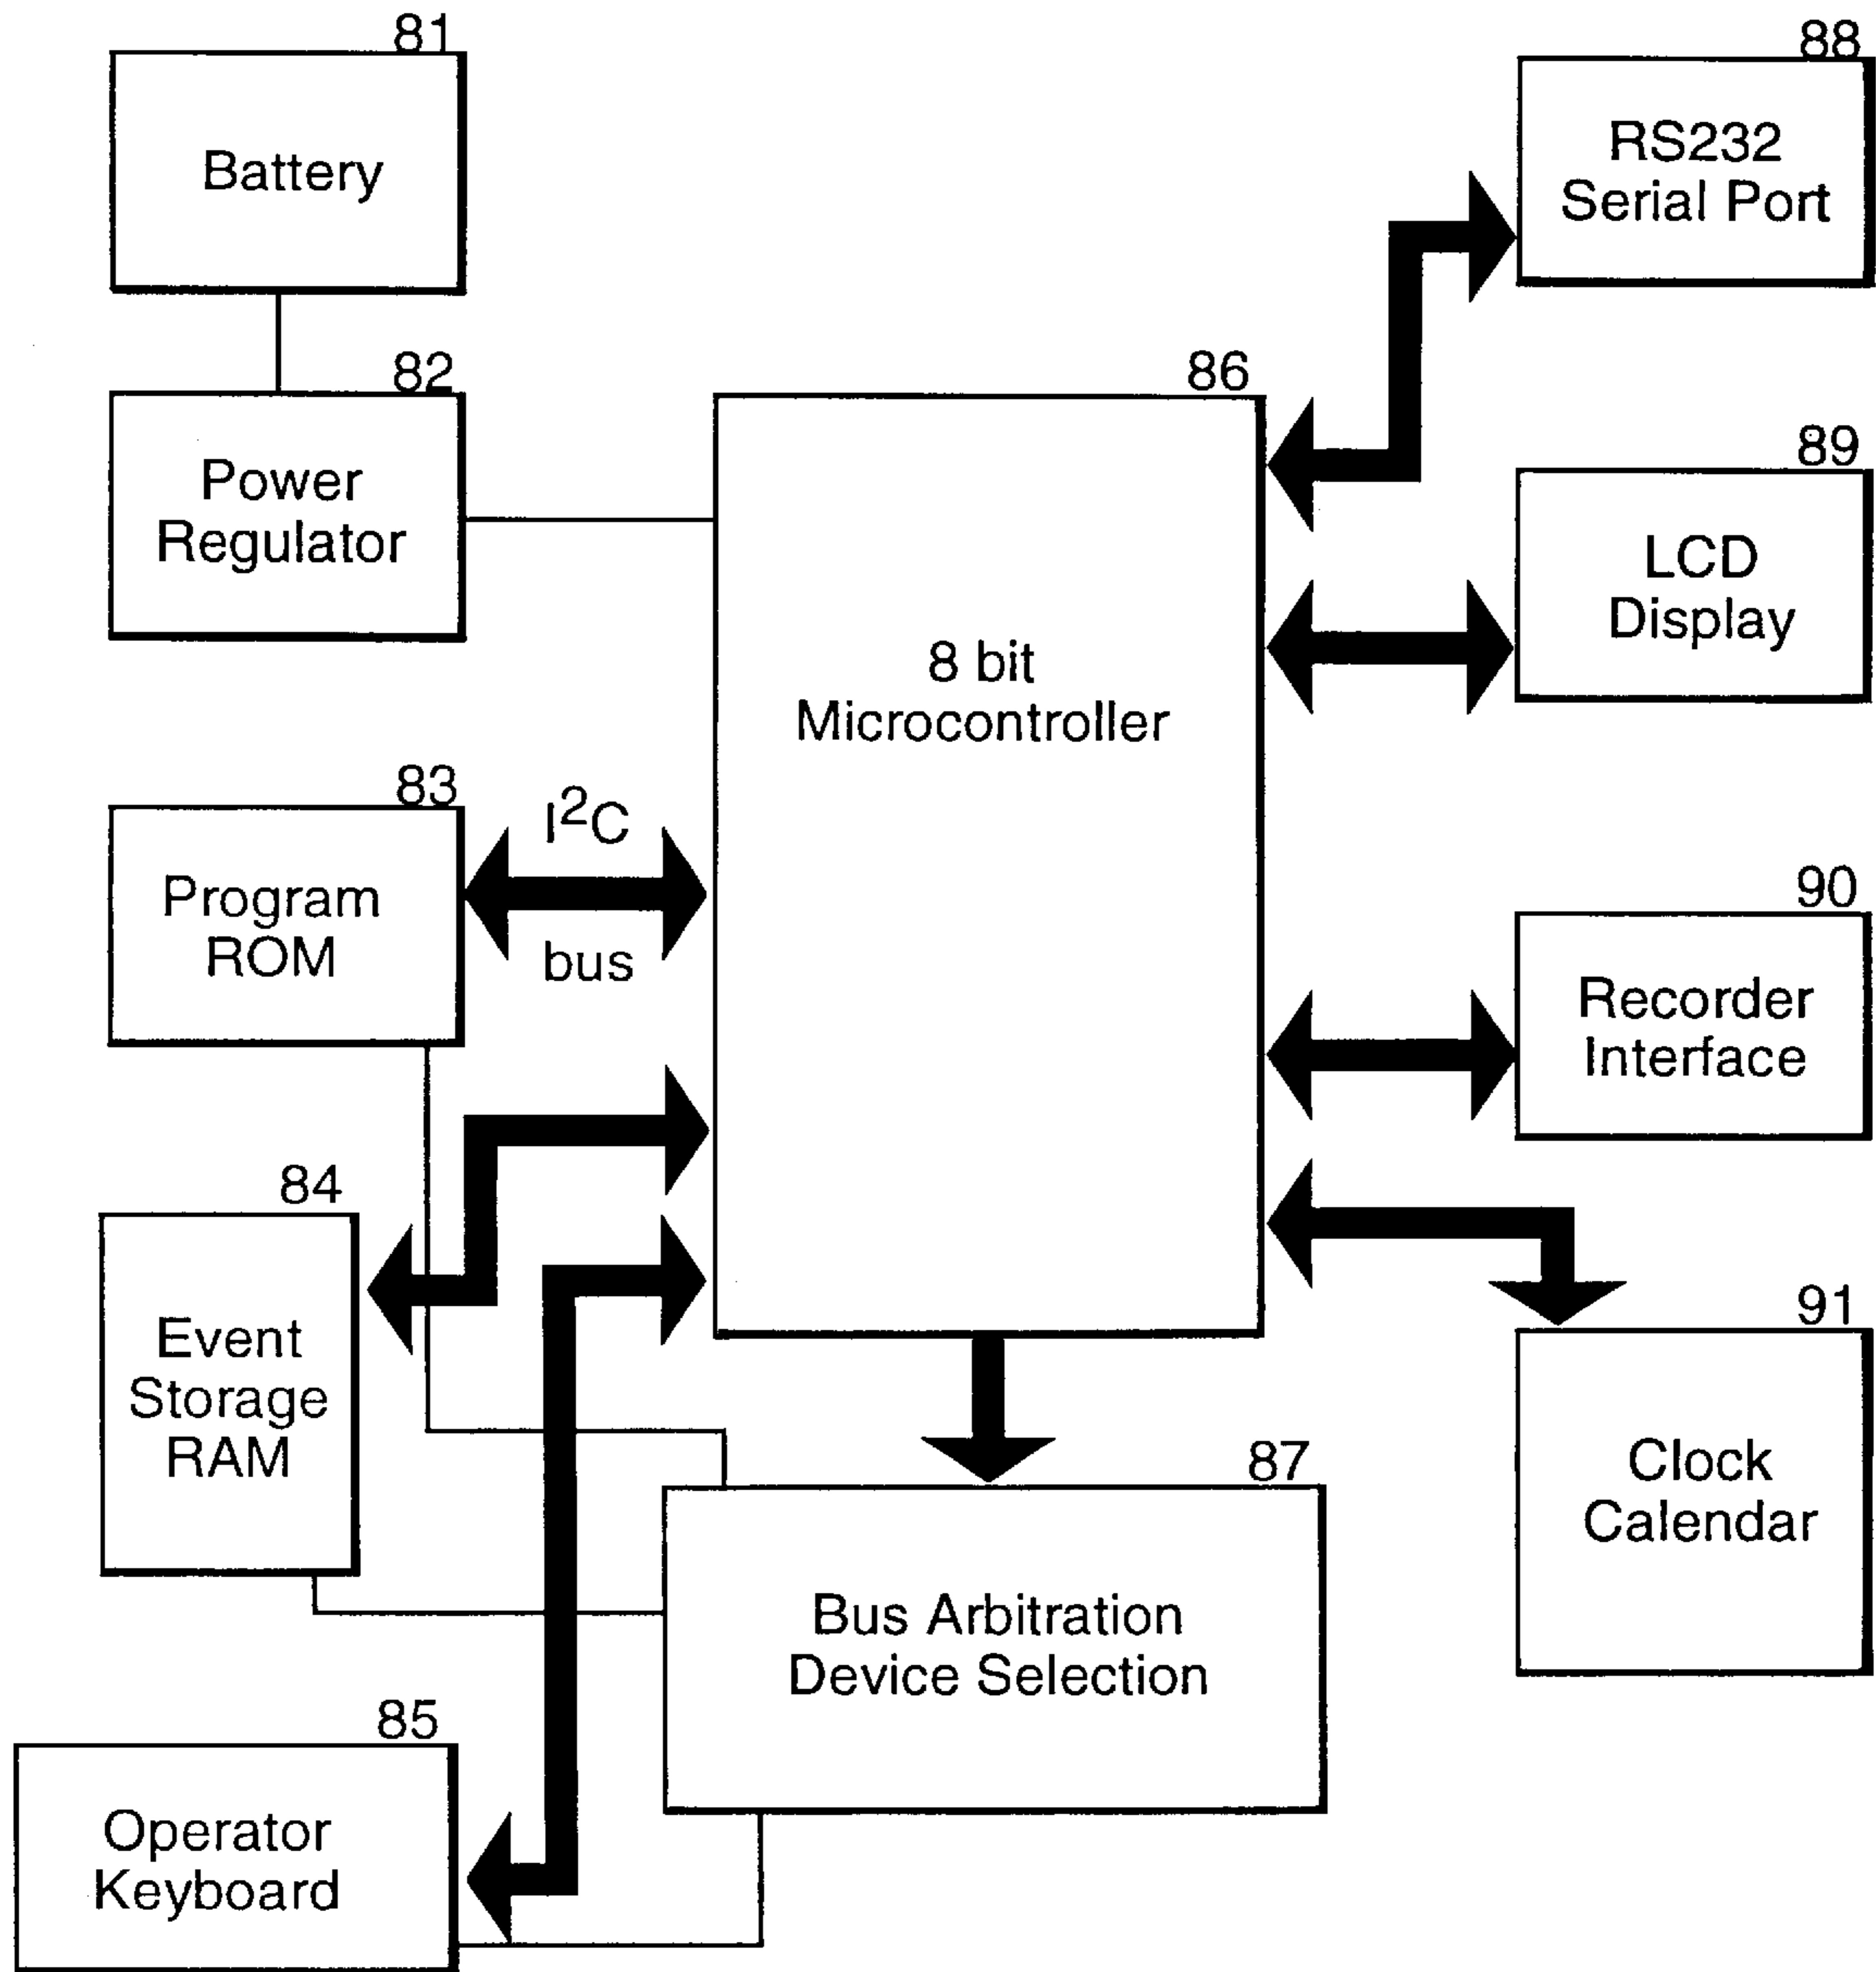 81
Battery
82
Power
Regulator
83
Program
ROM
I²C
bus
84
Event
Storage
RAM
85
Operator
Keyboard
86
8 bit
Microcontroller
87
Bus Arbitration
Device Selection
88
RS232
Serial Port
89
LCD
Display
90
Recorder
Interface
91
Clock
Calendar